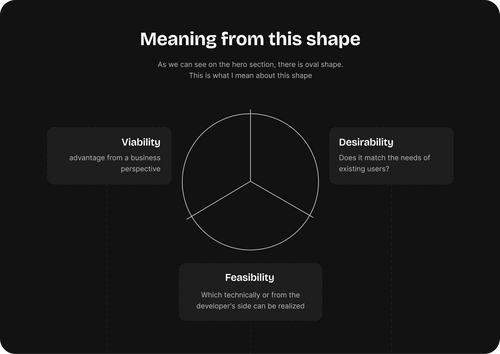 Meaning from this shape
As we can see on the hero section, there is oval shape.
This is what I mean about this shape
Viability
advantage from a business
perspective
Desirability
Does it match the needs of
existing users?
Feasibility
Which technically or from the
developer's side can be realized